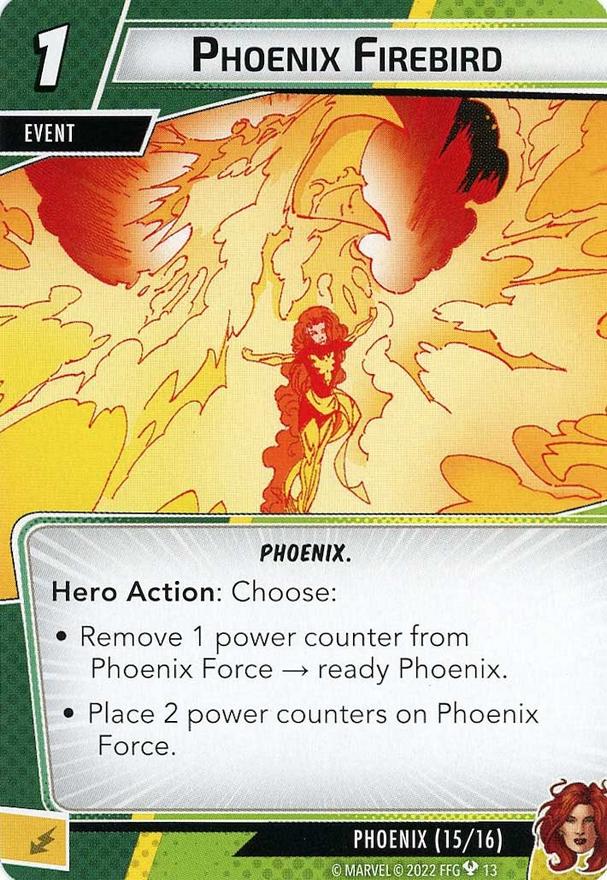 1
PHOENIX FIREBIRD
EVENT
PHOENIX.
Hero Action: Choose:
• Remove 1 power counter from
Phoenix Force → ready Phoenix.
• Place 2 power counters on Phoenix
Force.
PHOENIX (15/16)
© MARVEL © 2022 FFG 13